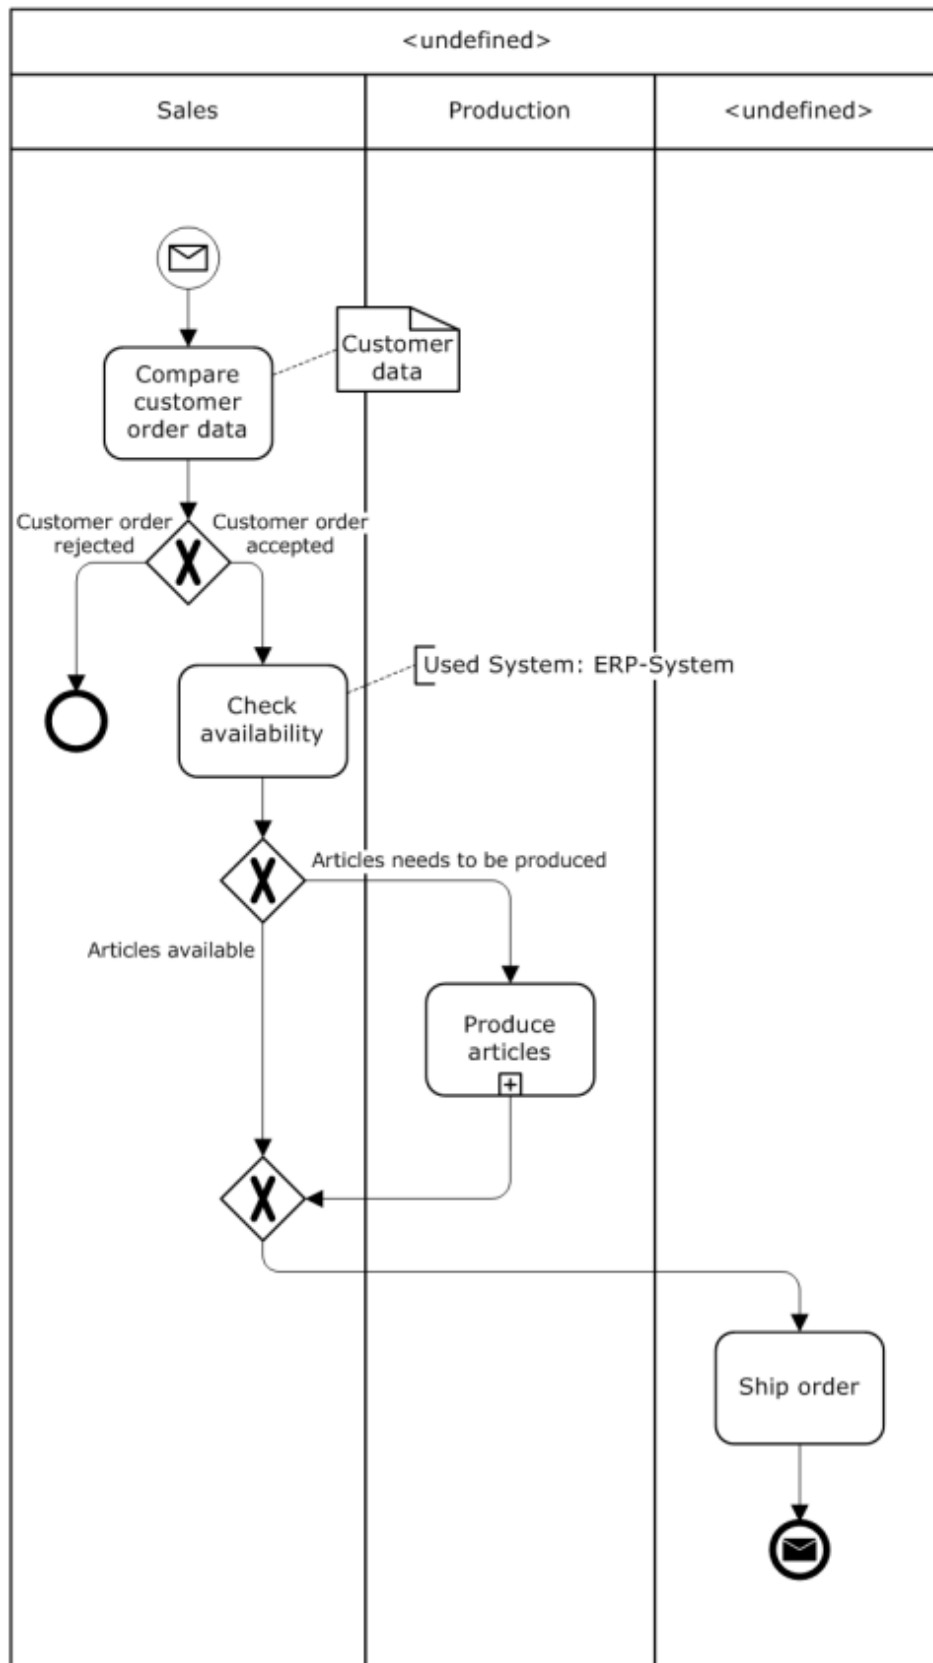 <undefined>
Sales
Production
<undefined>
Customer
data
Compare
customer
order data
Customer order
rejected
Customer order
accepted
Used System: ERP-System
Check
availability
Articles needs to be produced
Articles available
Produce
articles
Ship order